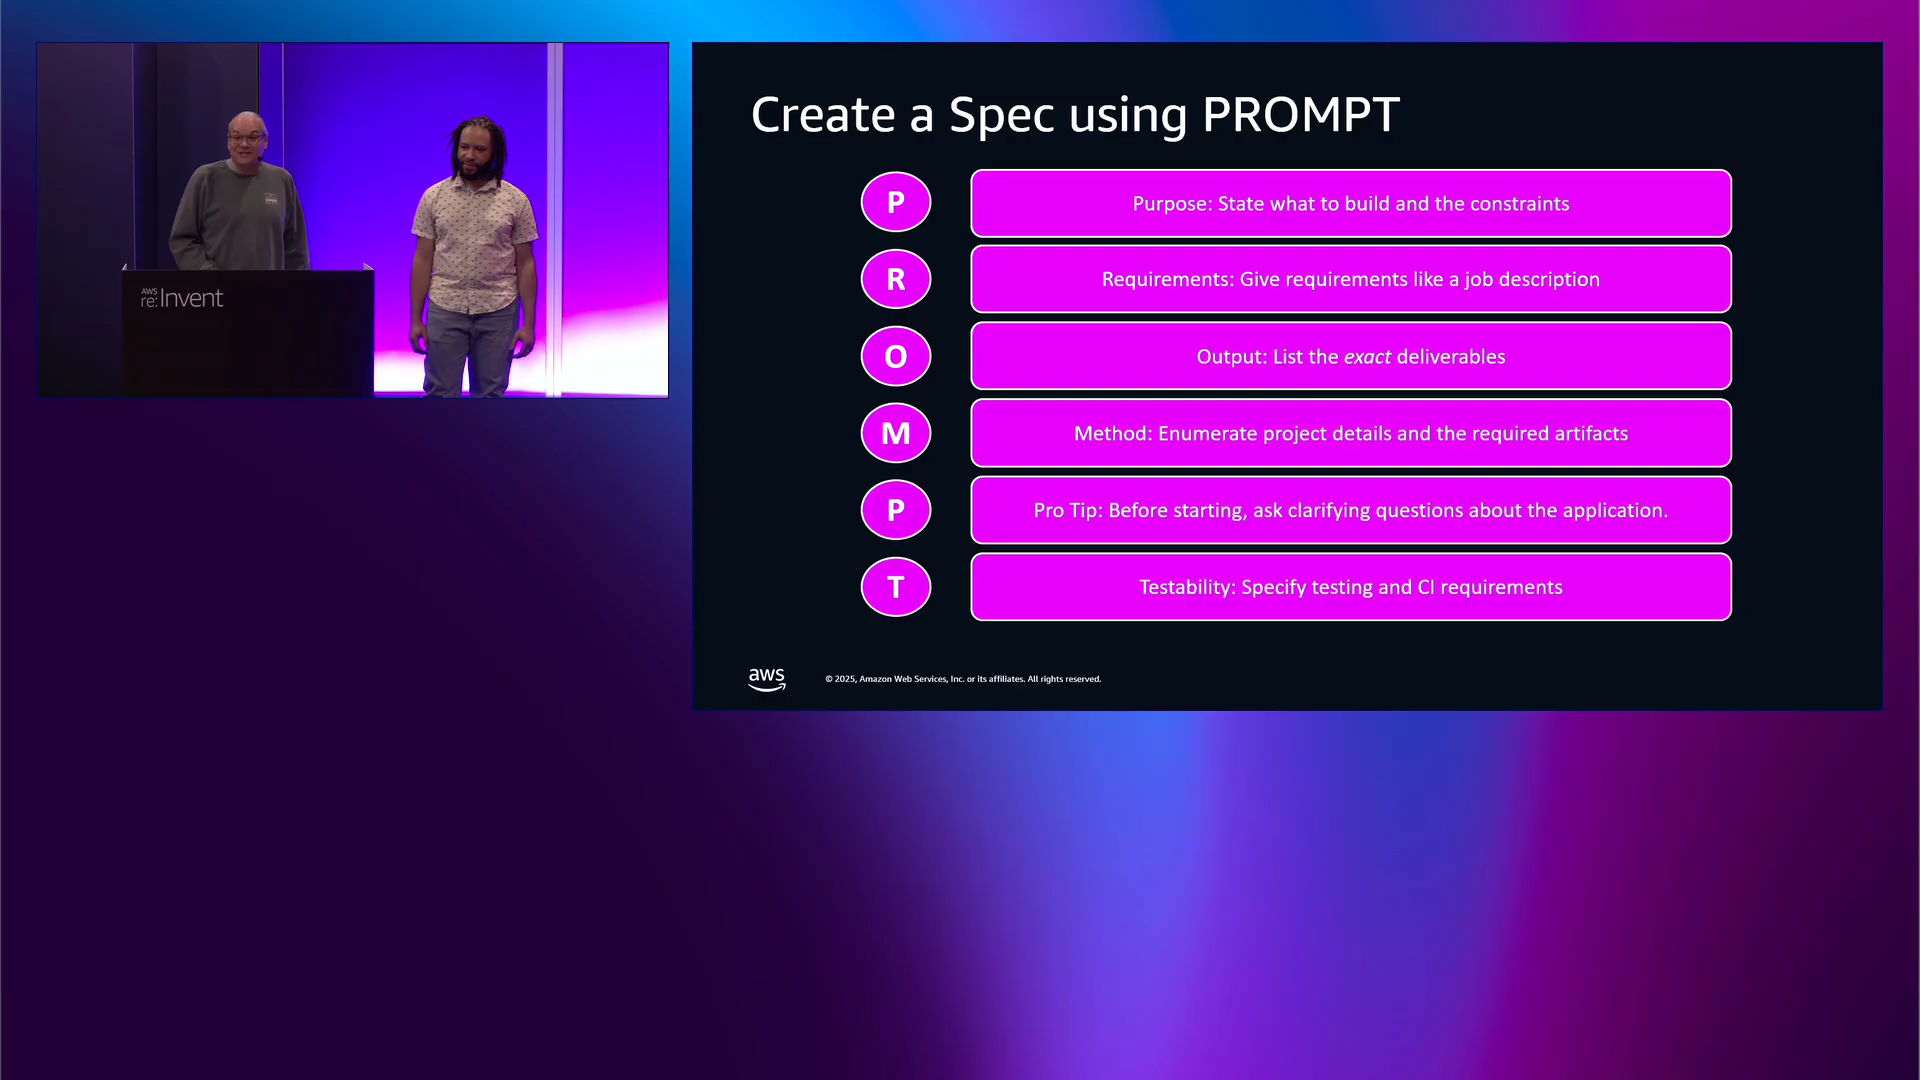 AWS
re:Invent
Create a Spec using PROMPT
P
Purpose: State what to build and the constraints
R
Requirements: Give requirements like a job description
O
Output: List the exact deliverables
M
Method: Enumerate project details and the required artifacts
P
Pro Tip: Before starting, ask clarifying questions about the application.
T
Testability: Specify testing and CI requirements
aws
© 2025, Amazon Web Services, Inc. or its affiliates. All rights reserved.